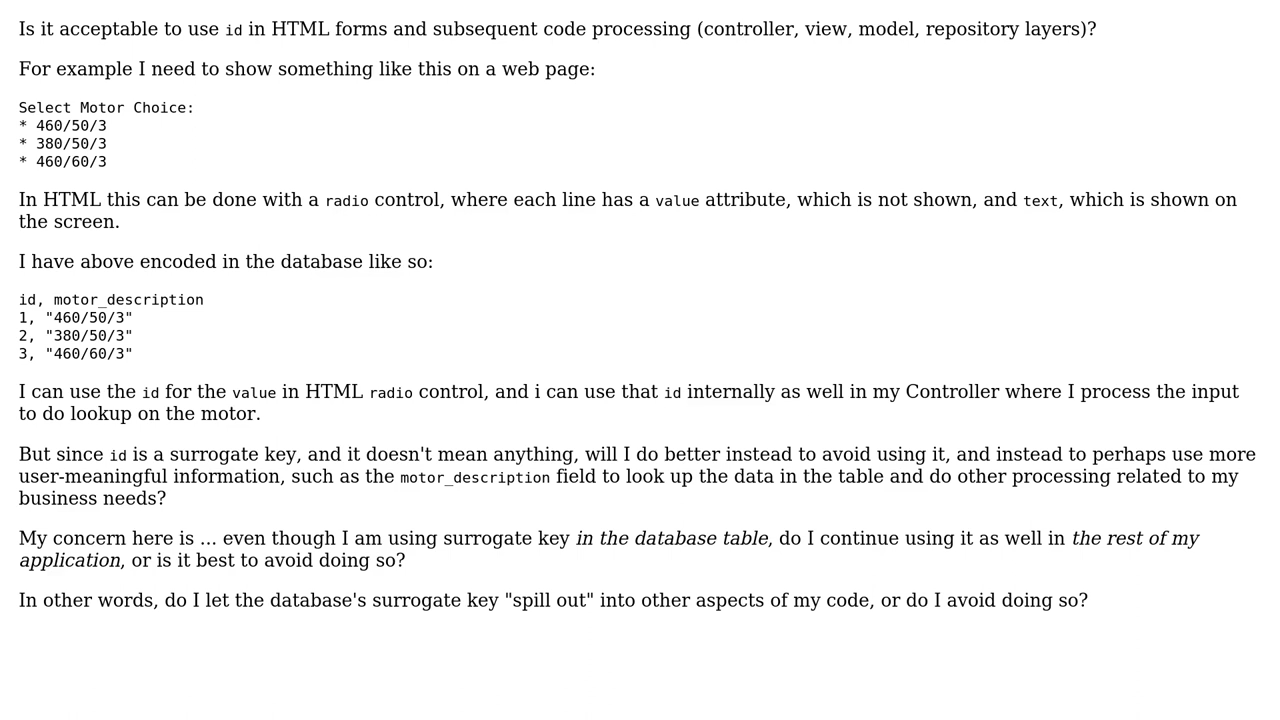 Is it acceptable to use id in HTML forms and subsequent code processing (controller, view, model, repository layers)?
For example I need to show something like this on a web page:
Select Motor Choice:
* 460/50/3
* 380/50/3
* 460/60/3
In HTML this can be done with a radio control, where each line has a value attribute, which is not shown, and text, which is shown on
the screen.
I have above encoded in the database like so:
id, motor_description
1, "460/50/3"
2, "380/50/3"
3, "460/60/3"
I can use the id for the value in HTML radio control, and i can use that id internally as well in my Controller where I process the input
to do lookup on the motor.
But since id is a surrogate key, and it doesn't mean anything, will I do better instead to avoid using it, and instead to perhaps use more
user-meaningful information, such as the motor_description field to look up the data in the table and do other processing related to my
business needs?
My concern here is ... even though I am using surrogate key in the database table, do I continue using it as well in the rest of my
application, or is it best to avoid doing so?
In other words, do I let the database's surrogate key "spill out" into other aspects of my code, or do I avoid doing so?